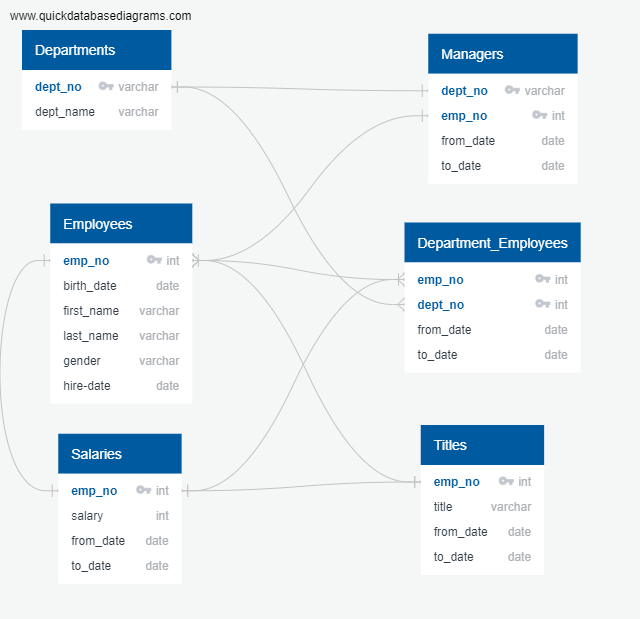 www.quickdatabasediagrams.com
Departments
dept_no varchar
dept_name varchar
Managers
dept_no varchar
emp_no int
from_date date
to_date date
Employees
emp_no int
birth_date date
first_name varchar
last_name varchar
gender varchar
hire-date date
Department_Employees
emp_no int
dept_no int
from_date date
to_date date
Salaries
emp_no int
salary int
from_date date
to_date date
Titles
emp_no int
title varchar
from_date date
to_date date